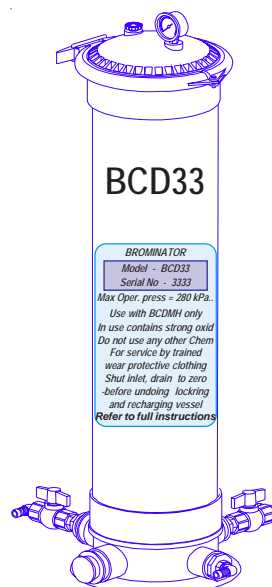 BCD33
BROMINATOR
Model - BCD33
Serial No - 3333
Max Oper. press = 280 kPa..
Use with BCDMH only
In use contains strong oxid
Do not use any other Chem
For service by trained
wear protective clothing
Shut inlet, drain to zero
-before undoing lockring
and recharging vessel
Refer to full instructions